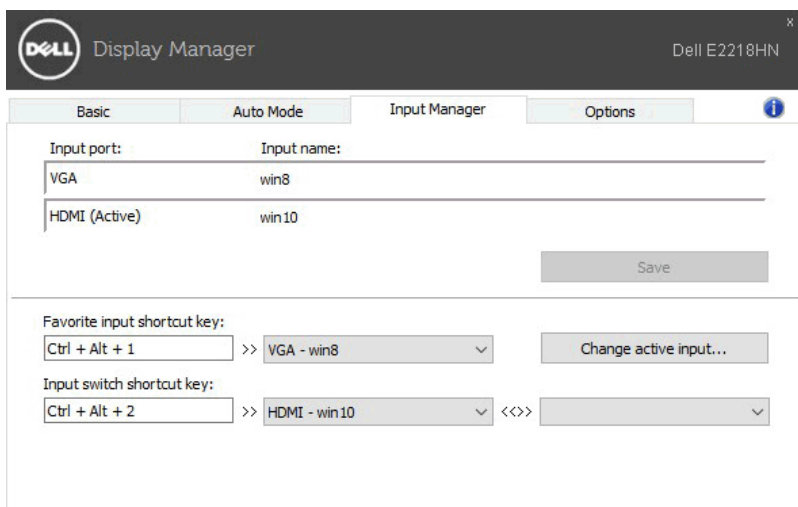 x
DELL Display Manager Dell E2218HN
Basic Auto Mode Input Manager Options i
Input port: Input name:
VGA win8
HDMI (Active) win10
Save
Favorite input shortcut key:
Ctrl + Alt + 1 >> VGA - win8 Change active input...
Input switch shortcut key:
Ctrl + Alt + 2 >> HDMI - win10 <<>>